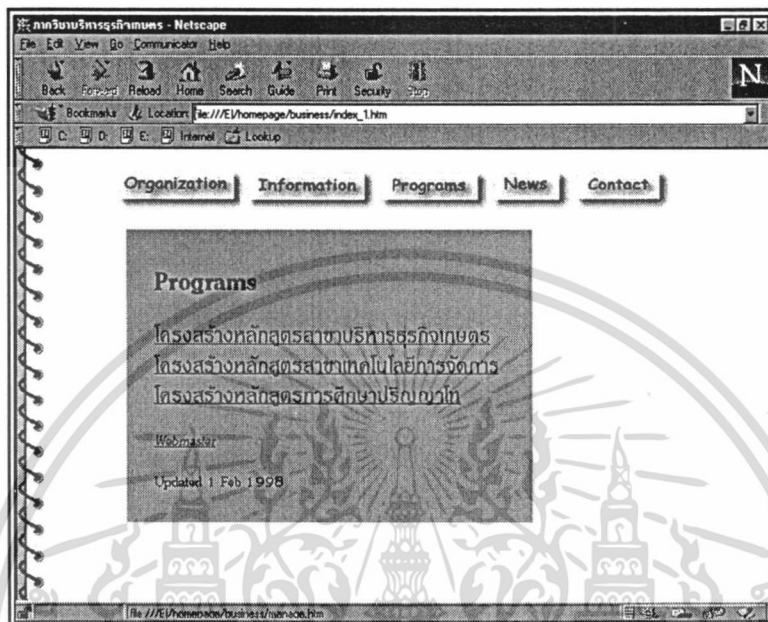 ภาควิชาบริหารธุรกิจเกษตร - Netscape
File Edit View Go Communicator Help
Back Forward Reload Home Search Guide Print Security Stop
N
Bookmarks Location: file:///E|/homepage/business/index_1.htm
C: D: E: Internet Lookup
Organization Information Programs News Contact
Programs
โครงสร้างหลักสูตรสาขาบริหารธุรกิจเกษตร
โครงสร้างหลักสูตรสาขาเทคโนโลยีการจัดการ
โครงสร้างหลักสูตรการศึกษาปริญญาโท
Webmaster
Updated 1 Feb 1998
file:///E|/homepage/business/manage.htm